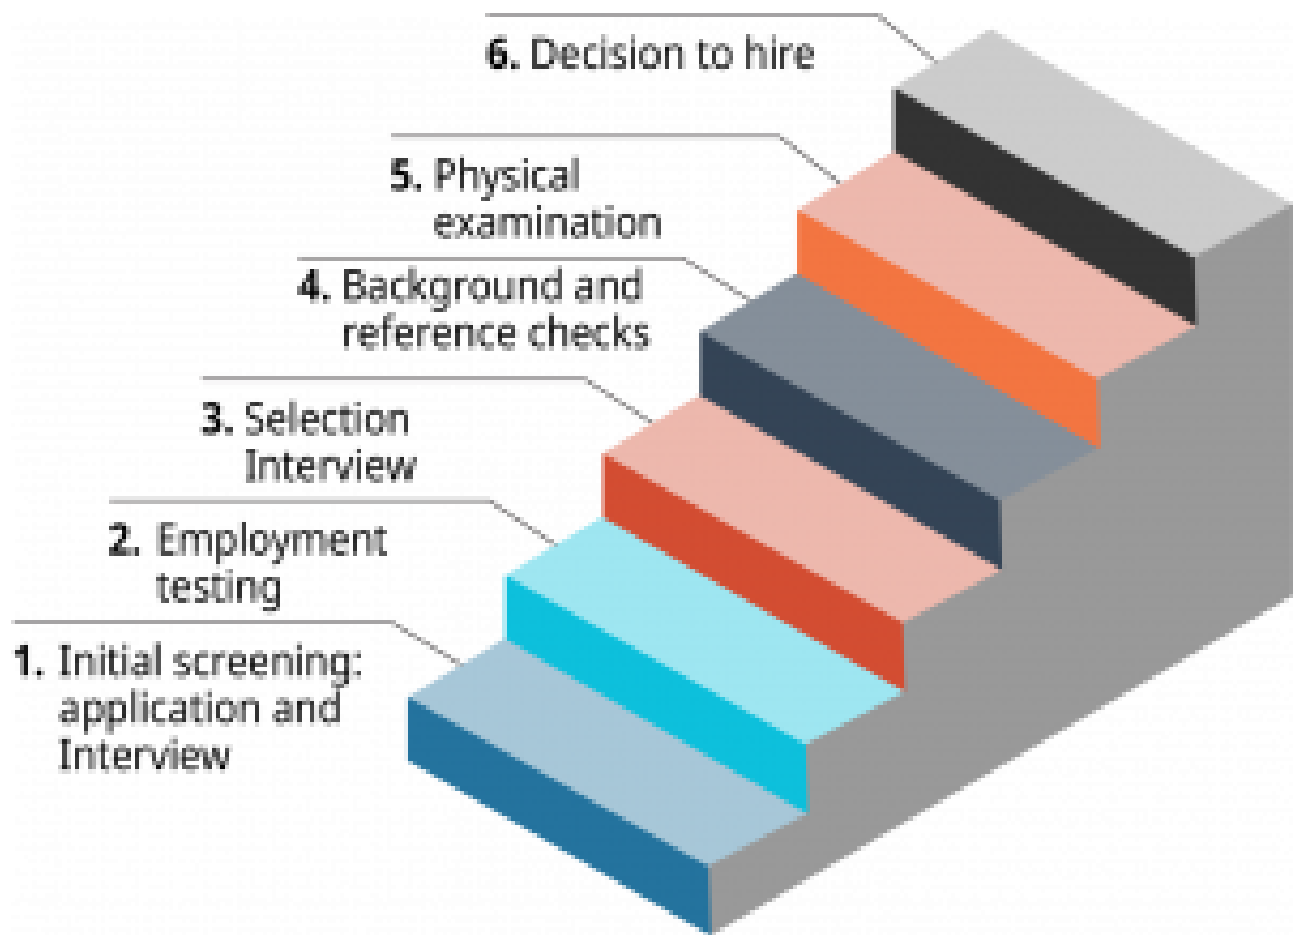 6. Decision to hire
5. Physical
examination
4. Background and
reference checks
3. Selection
Interview
2. Employment
testing
1. Initial screening:
application and
Interview